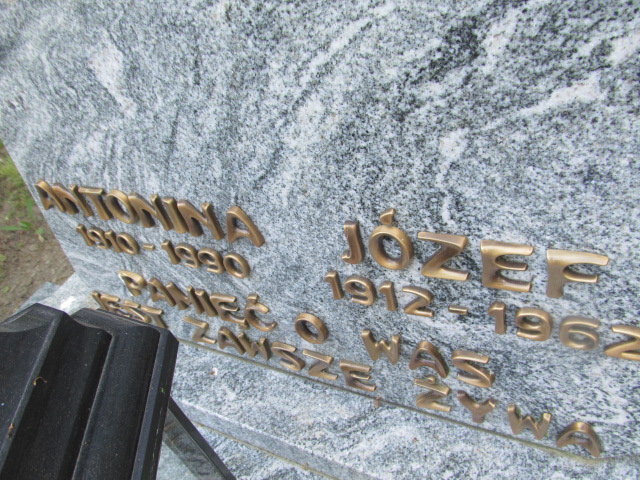 ANTONINA JÓZEF
1910-1990 1912-1962
PAMIĘĆ O WAS
JEST ZAWSZE ŻYWA